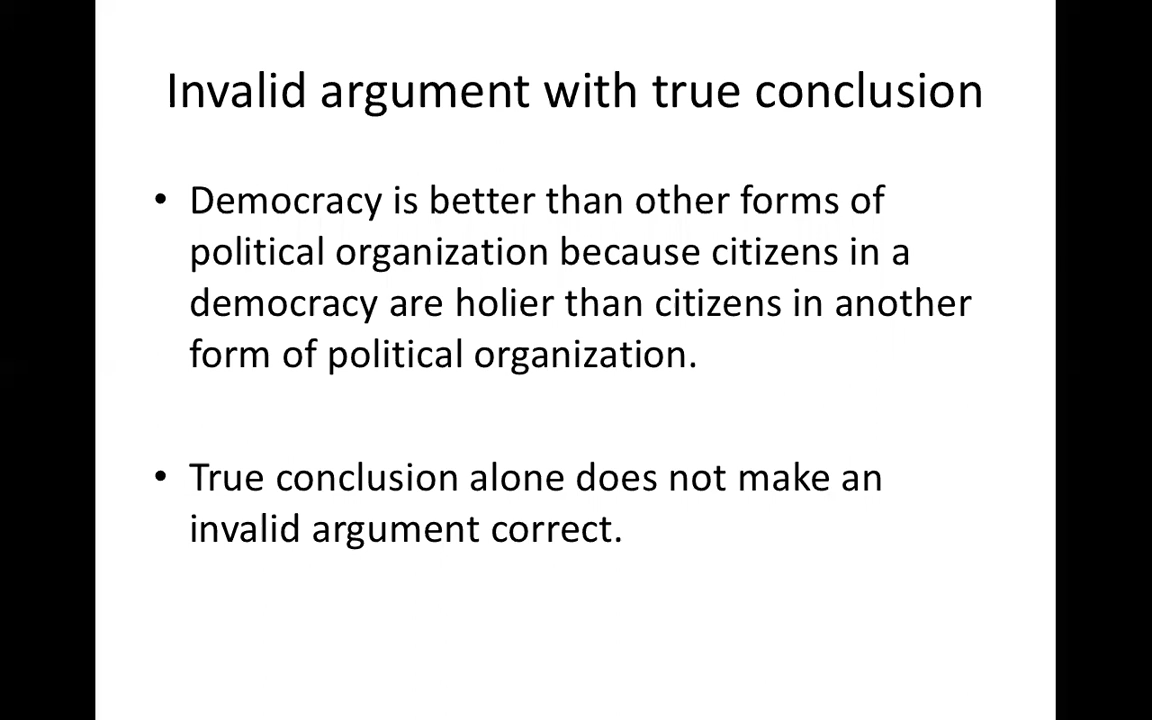 Invalid argument with true conclusion
• Democracy is better than other forms of
political organization because citizens in a
democracy are holier than citizens in another
form of political organization.
• True conclusion alone does not make an
invalid argument correct.